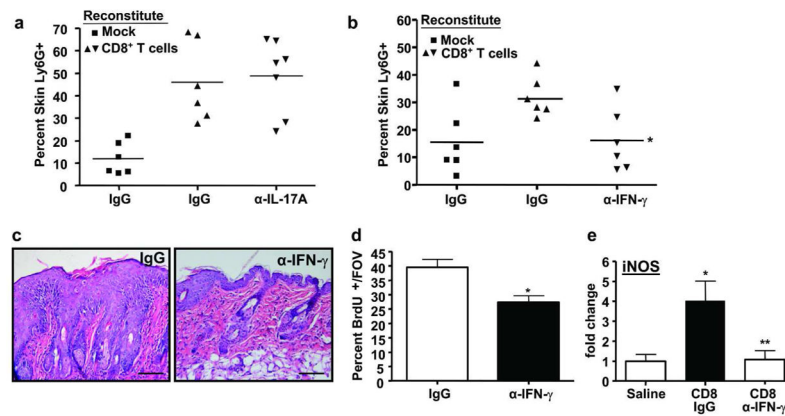 a
Reconstitute
Mock
CD8+ T cells
Percent Skin Ly6G+
70
60
50
40
30
20
10
0
IgG
IgG
α-IL-17A
b
Reconstitute
Mock
CD8+ T cells
Percent Skin Ly6G+
60
50
40
30
20
10
0
*
IgG
IgG
α-IFN-γ
c
IgG
α-IFN-γ
d
Percent BrdU +/FOV
45
40
35
30
25
20
15
10
5
0
*
IgG
α-IFN-γ
e
iNOS
fold change
6
5
4
2
1
0
*
**
Saline
CD8
IgG
CD8
α-IFN-γ